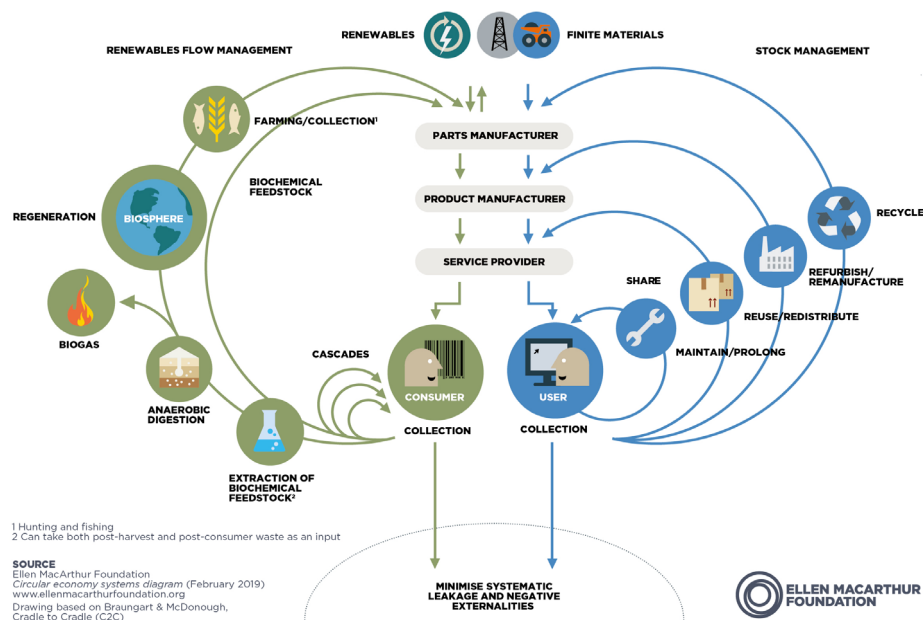 RENEWABLES
FINITE MATERIALS
RENEWABLES FLOW MANAGEMENT
STOCK MANAGEMENT
FARMING/COLLECTION¹
PARTS MANUFACTURER
BIOCHEMICAL
FEEDSTOCK
PRODUCT MANUFACTURER
REGENERATION
BIOSPHERE
RECYCLE
SERVICE PROVIDER
REFURBISH/
REMANUFACTURE
SHARE
REUSE/REDISTRIBUTE
BIOGAS
CASCADES
MAINTAIN/PROLONG
CONSUMER
USER
ANAEROBIC
DIGESTION
COLLECTION
COLLECTION
EXTRACTION OF
BIOCHEMICAL
FEEDSTOCK²
1 Hunting and fishing
2 Can take both post-harvest and post-consumer waste as an input
SOURCE
Ellen MacArthur Foundation
Circular economy systems diagram (February 2019)
www.ellenmacarthurfoundation.org
Drawing based on Braungart & McDonough,
Cradle to Cradle (C2C)
MINIMISE SYSTEMATIC
LEAKAGE AND NEGATIVE
EXTERNALITIES
ELLEN MACARTHUR
FOUNDATION